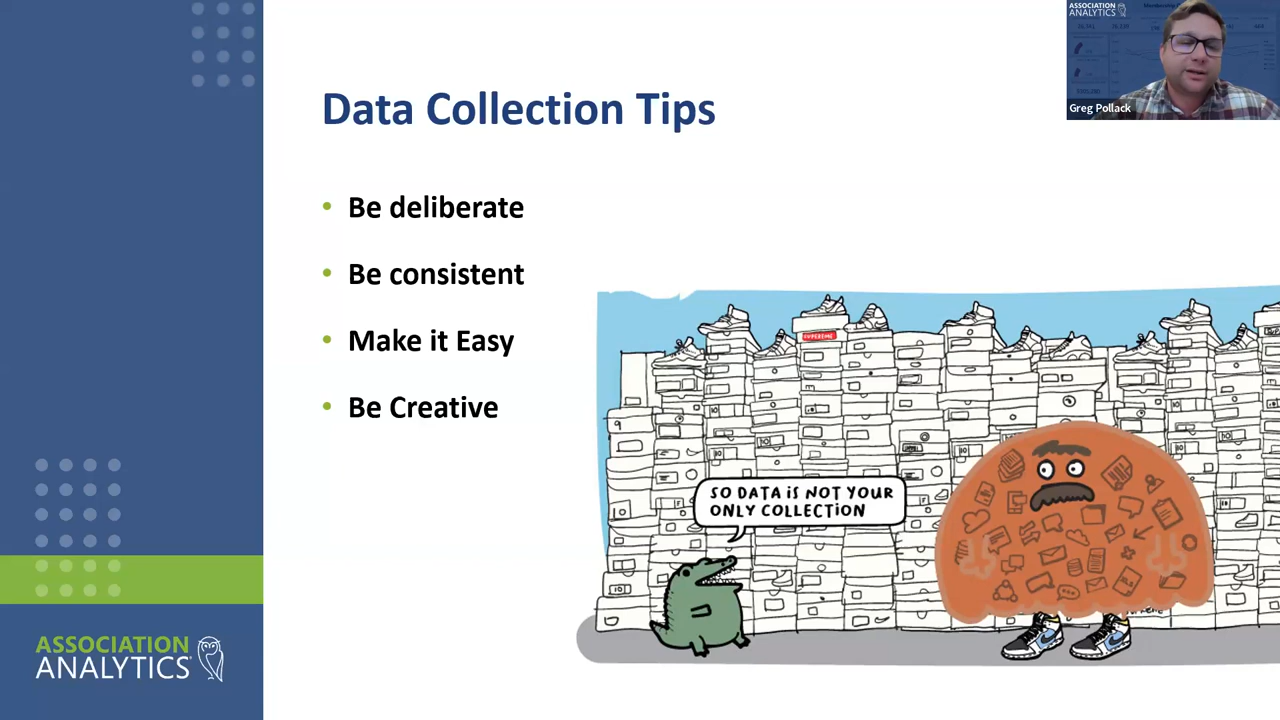 Data Collection Tips
• Be deliberate
• Be consistent
• Make it Easy
• Be Creative
SO DATA iS NOT YOUR
ONLY COLLECTiON
ASSOCIATION
ANALYTICS
ASSOCIATION
ANALYTICS
Greg Pollack